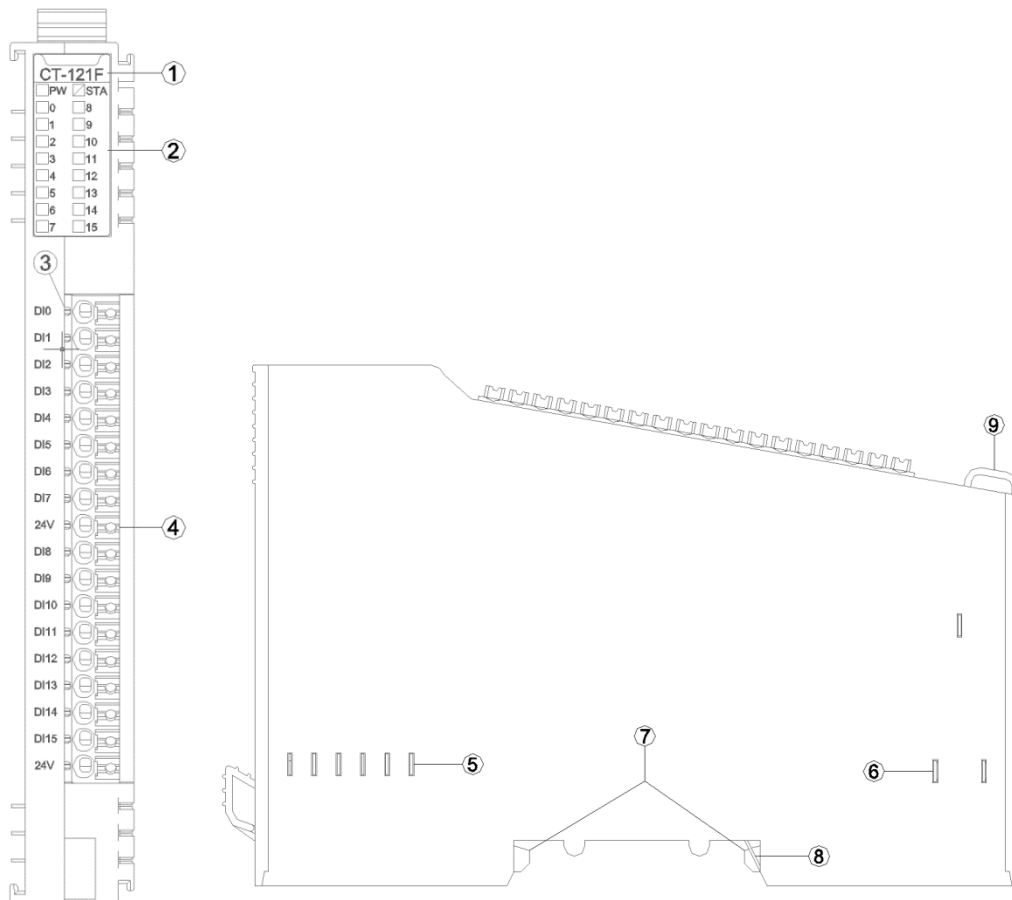 CT-121F
PW STA
0 8
1 9
2 10
3 11
4 12
5 13
6 14
7 15
1
2
3
DI0
DI1
DI2
DI3
DI4
DI5
DI6
DI7
24V
4
DI8
DI9
DI10
DI11
DI12
DI13
DI14
DI15
24V
9
7
5
6
8